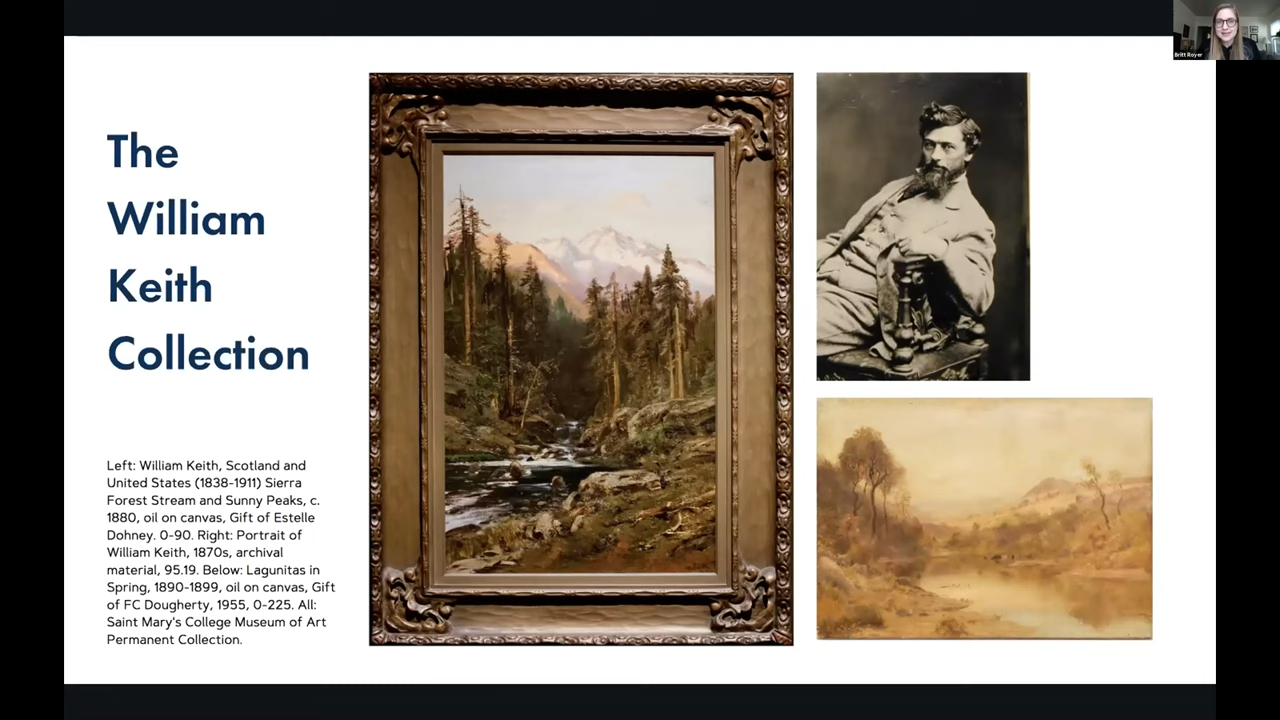 Britt Royer
The
William
Keith
Collection
Left: William Keith, Scotland and
United States (1838-1911) Sierra
Forest Stream and Sunny Peaks, c.
1880, oil on canvas, Gift of Estelle
Dohney. 0-90. Right: Portrait of
William Keith, 1870s, archival
material, 95.19. Below: Lagunitas in
Spring, 1890-1899, oil on canvas, Gift
of FC Dougherty, 1955, 0-225. All:
Saint Mary's College Museum of Art
Permanent Collection.